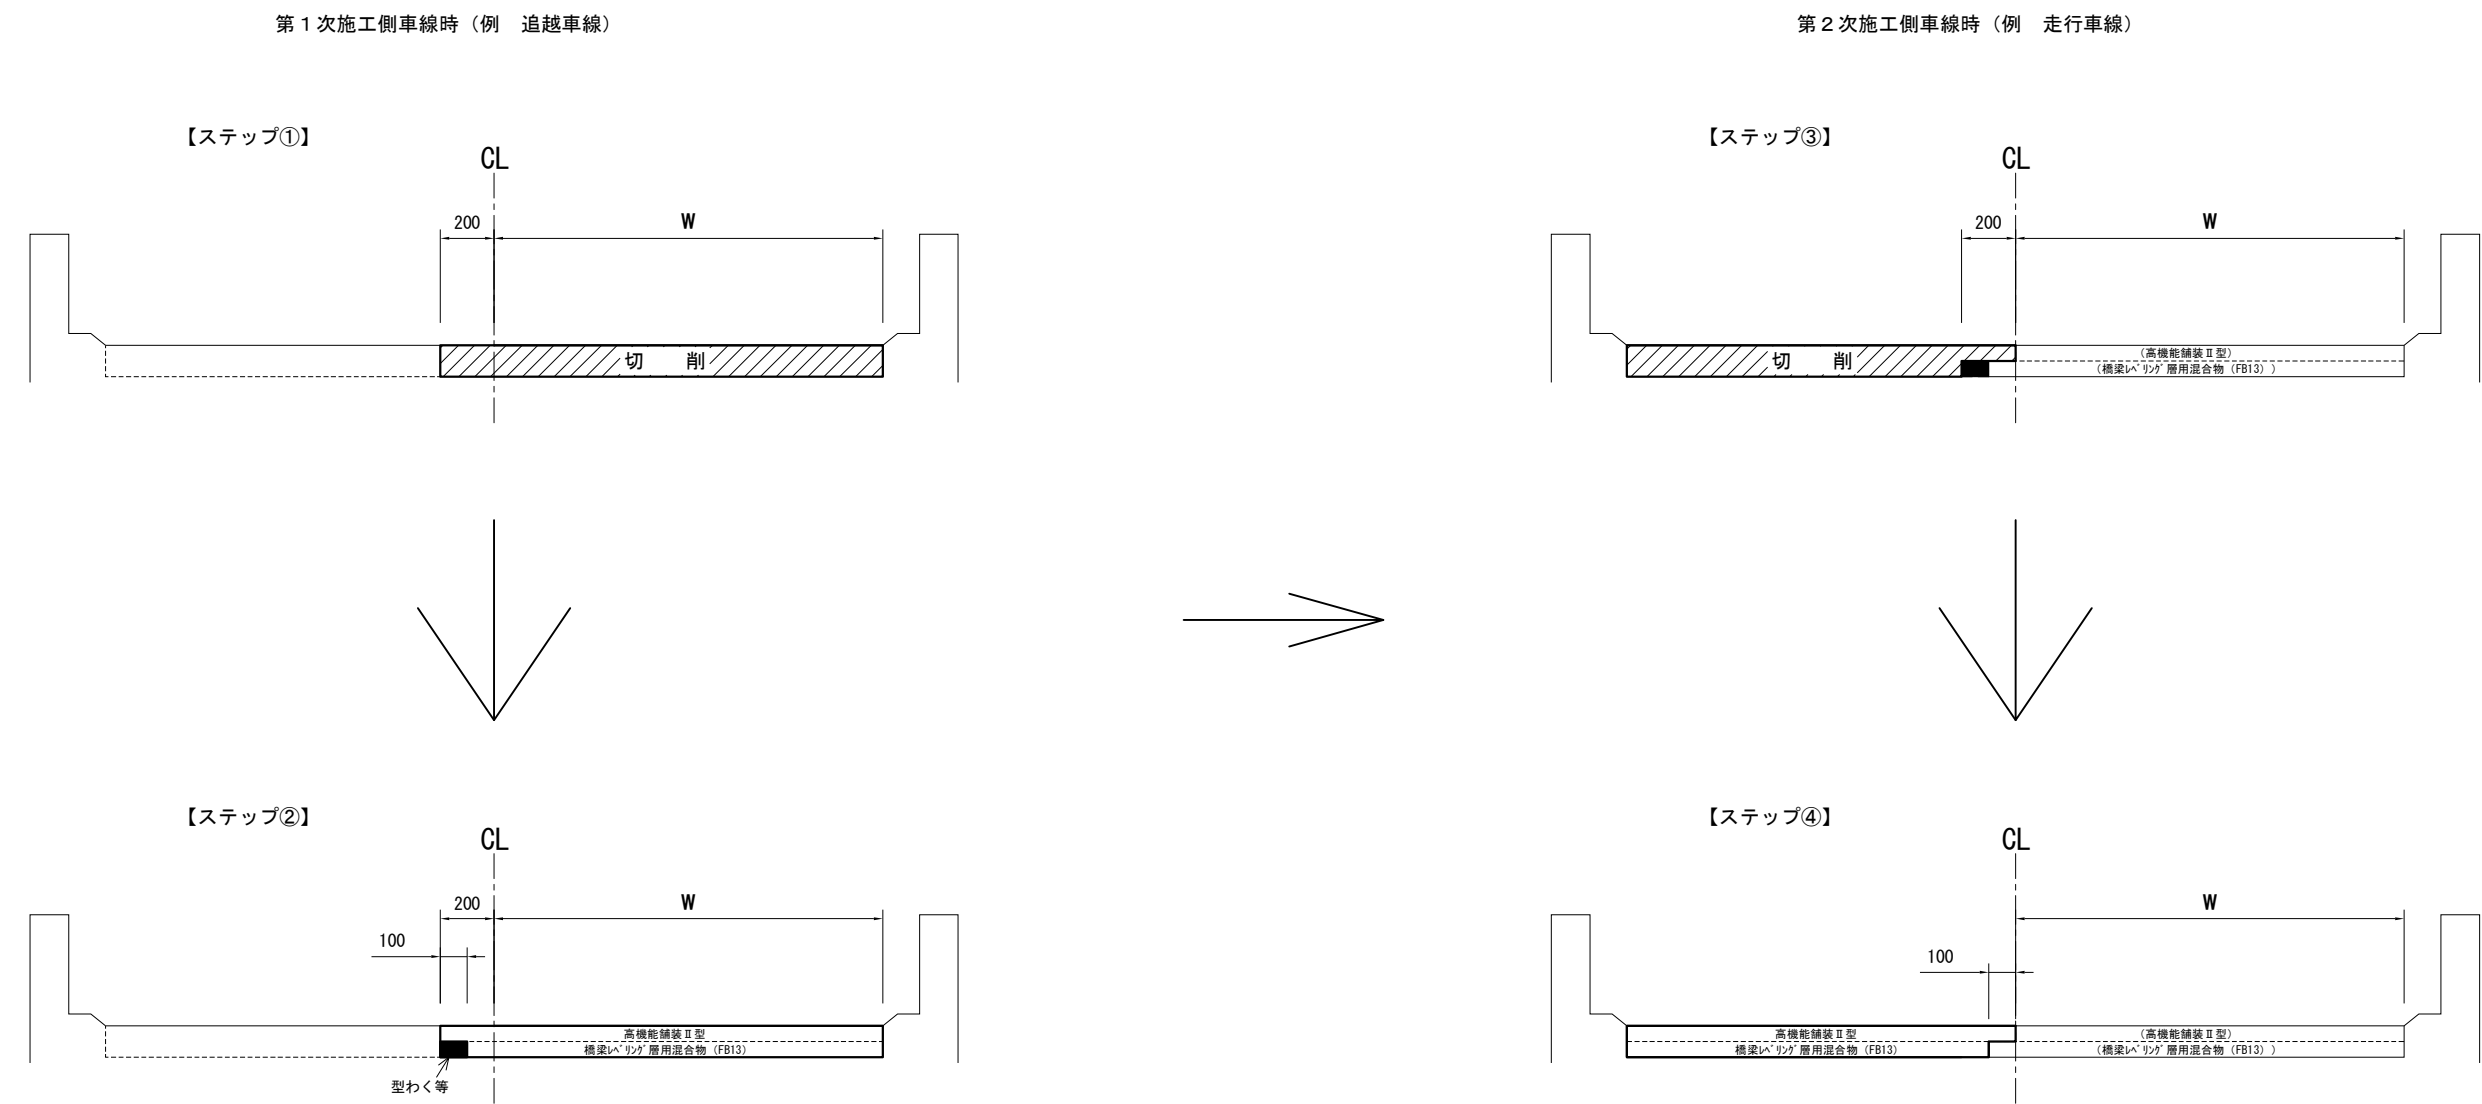 第１次施工側車線時（例　追越車線）
第２次施工側車線時（例　走行車線）
【ステップ①】
CL
200
W
切　削
【ステップ③】
CL
200
W
切　削
（高機能舗装Ⅱ型）
（橋梁ﾚﾍﾞﾘﾝｸﾞ層用混合物（FB13））
【ステップ②】
CL
200
W
100
高機能舗装Ⅱ型
橋梁ﾚﾍﾞﾘﾝｸﾞ層用混合物（FB13）
型わく等
【ステップ④】
CL
W
100
高機能舗装Ⅱ型
（高機能舗装Ⅱ型）
橋梁ﾚﾍﾞﾘﾝｸﾞ層用混合物（FB13）
（橋梁ﾚﾍﾞﾘﾝｸﾞ層用混合物（FB13））